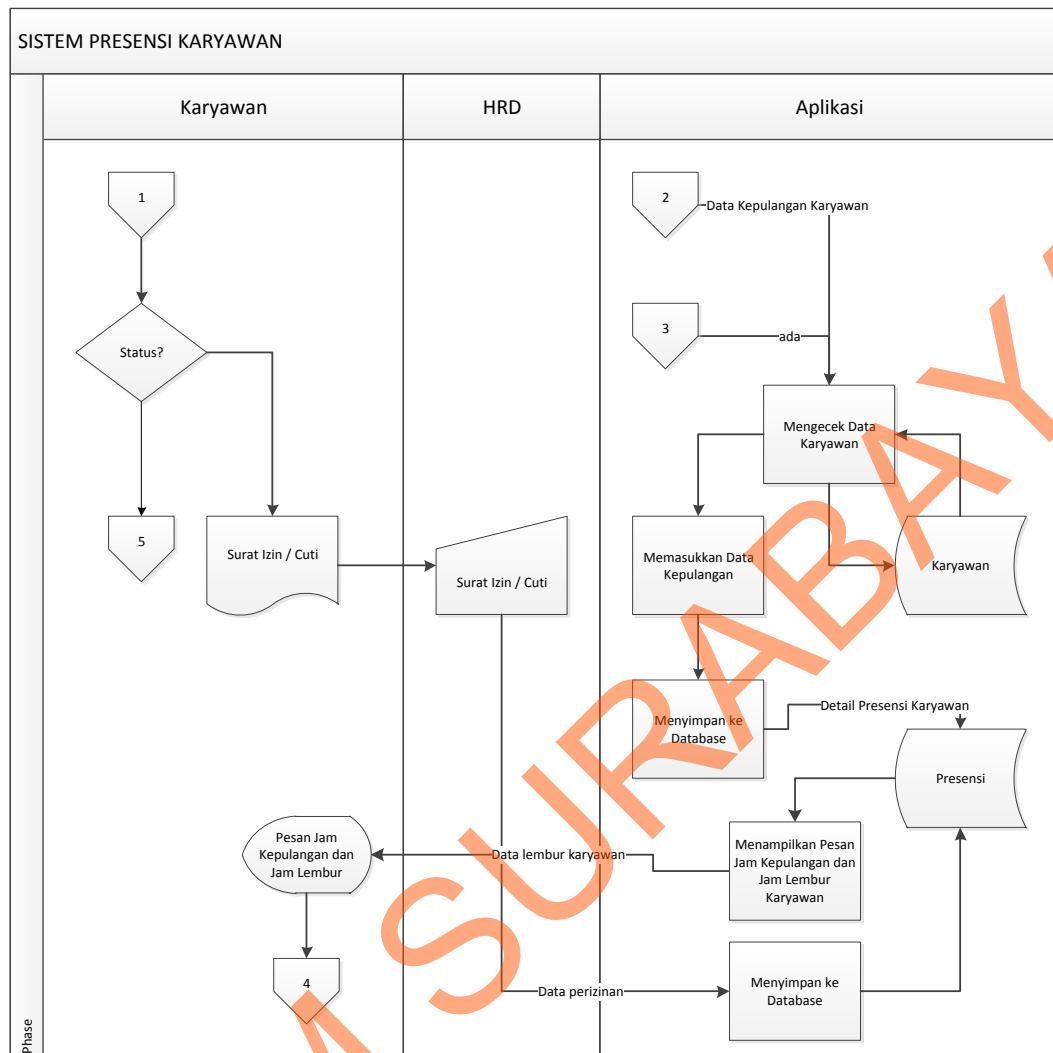 SISTEM PRESENSI KARYAWAN
Karyawan
HRD
Aplikasi
1
2
Data Kepulangan Karyawan
3
ada
Status?
Mengecek Data
Karyawan
5
Surat Izin / Cuti
Surat Izin / Cuti
Memasukkan Data
Kepulangan
Karyawan
Menyimpan ke
Database
Detail Presensi Karyawan
Presensi
Pesan Jam
Kepulangan dan
Jam Lembur
Data lembur karyawan
Menampilkan Pesan
Jam Kepulangan dan
Jam Lembur
Karyawan
4
Data perizinan
Menyimpan ke
Database
Phase
M SURABAYA